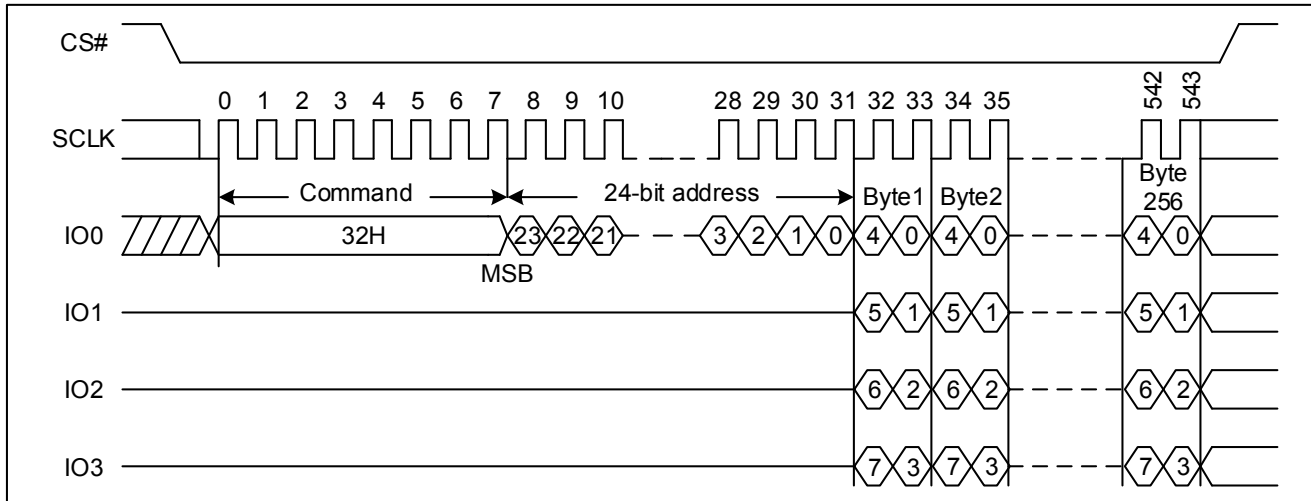 CS#
0 1 2 3 4 5 6 7 8 9 10 28 29 30 31 32 33 34 35 542 543
SCLK
Command 24-bit address Byte1 Byte2 Byte
256
IO0 32H 23 22 21 3 2 1 0 4 0 4 0 4 0
MSB
IO1 5 1 5 1 5 1
IO2 6 2 6 2 6 2
IO3 7 3 7 3 7 3